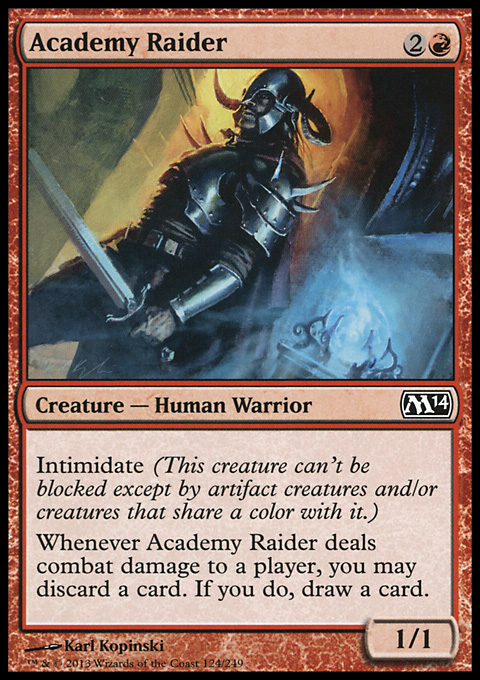 Academy Raider 2
Creature — Human Warrior M14
Intimidate (This creature can't be
blocked except by artifact creatures and/or
creatures that share a color with it.)
Whenever Academy Raider deals
combat damage to a player, you may
discard a card. If you do, draw a card.
Karl Kopinski
1/1
™ & © 2013 Wizards of the Coast 124/249